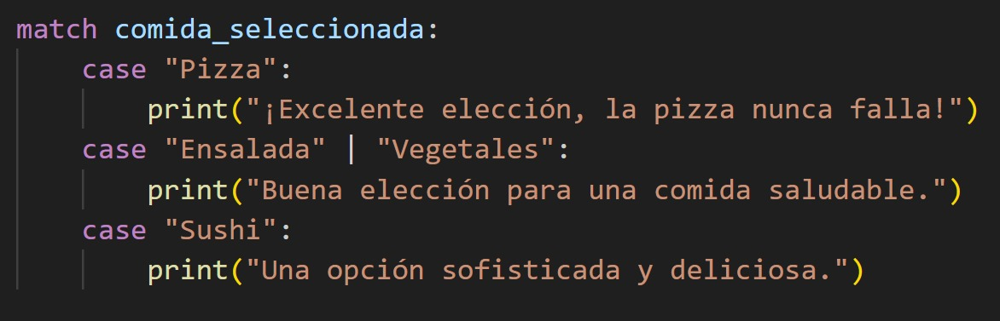 match comida_seleccionada:
    case "Pizza":
        print("¡Excelente elección, la pizza nunca falla!")
    case "Ensalada" | "Vegetales":
        print("Buena elección para una comida saludable.")
    case "Sushi":
        print("Una opción sofisticada y deliciosa.")